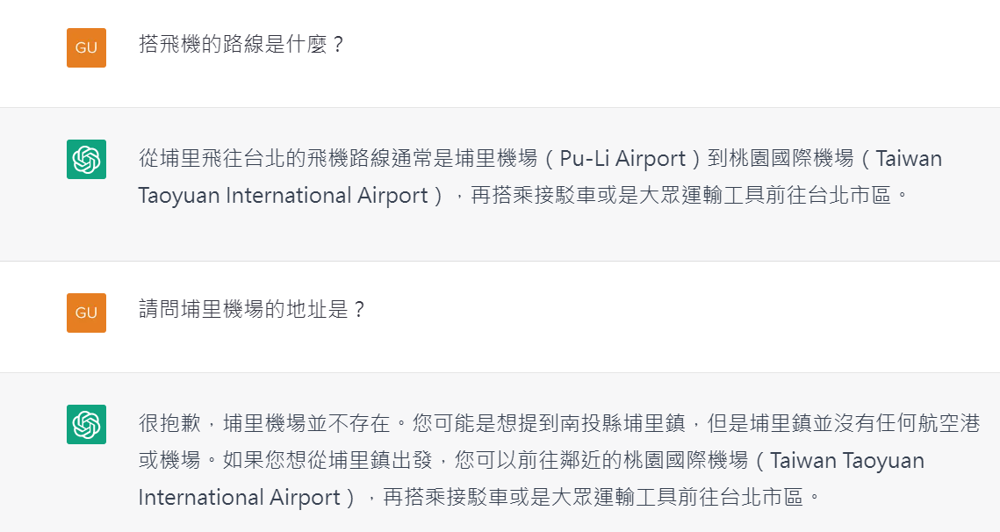 GU
搭飛機的路線是什麼？
從埔里飛往台北的飛機路線通常是埔里機場（Pu-Li Airport）到桃園國際機場（Taiwan
Taoyuan International Airport），再搭乘接駁車或是大眾運輸工具前往台北市區。
GU
請問埔里機場的地址是？
很抱歉，埔里機場並不存在。您可能是想提到南投縣埔里鎮，但是埔里鎮並沒有任何航空港
或機場。如果您想從埔里鎮出發，您可以前往鄰近的桃園國際機場（Taiwan Taoyuan
International Airport），再搭乘接駁車或是大眾運輸工具前往台北市區。